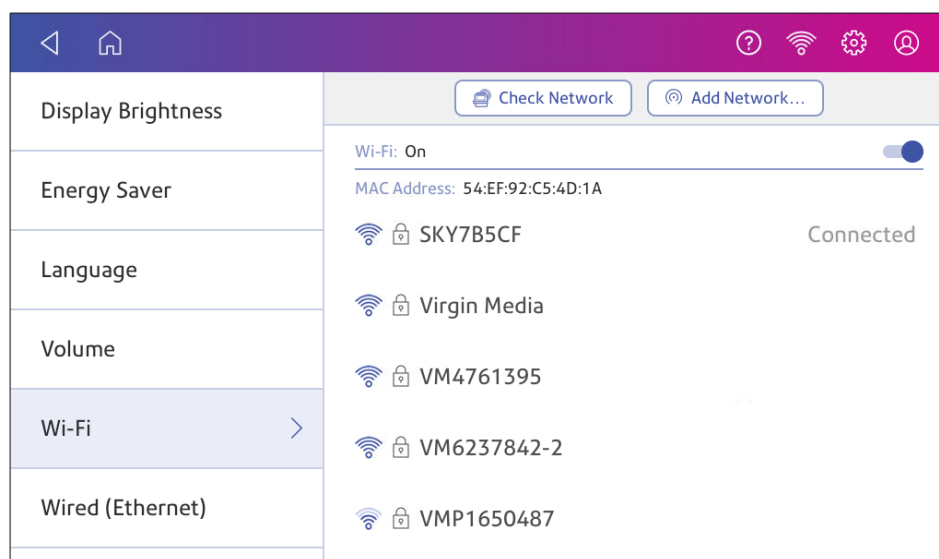 Display Brightness
Energy Saver
Language
Volume
Wi-Fi
Wired (Ethernet)
Check Network
Add Network...
Wi-Fi: On
MAC Address: 54:EF:92:C5:4D:1A
SKY7B5CF Connected
Virgin Media
VM4761395
VM6237842-2
VMP1650487